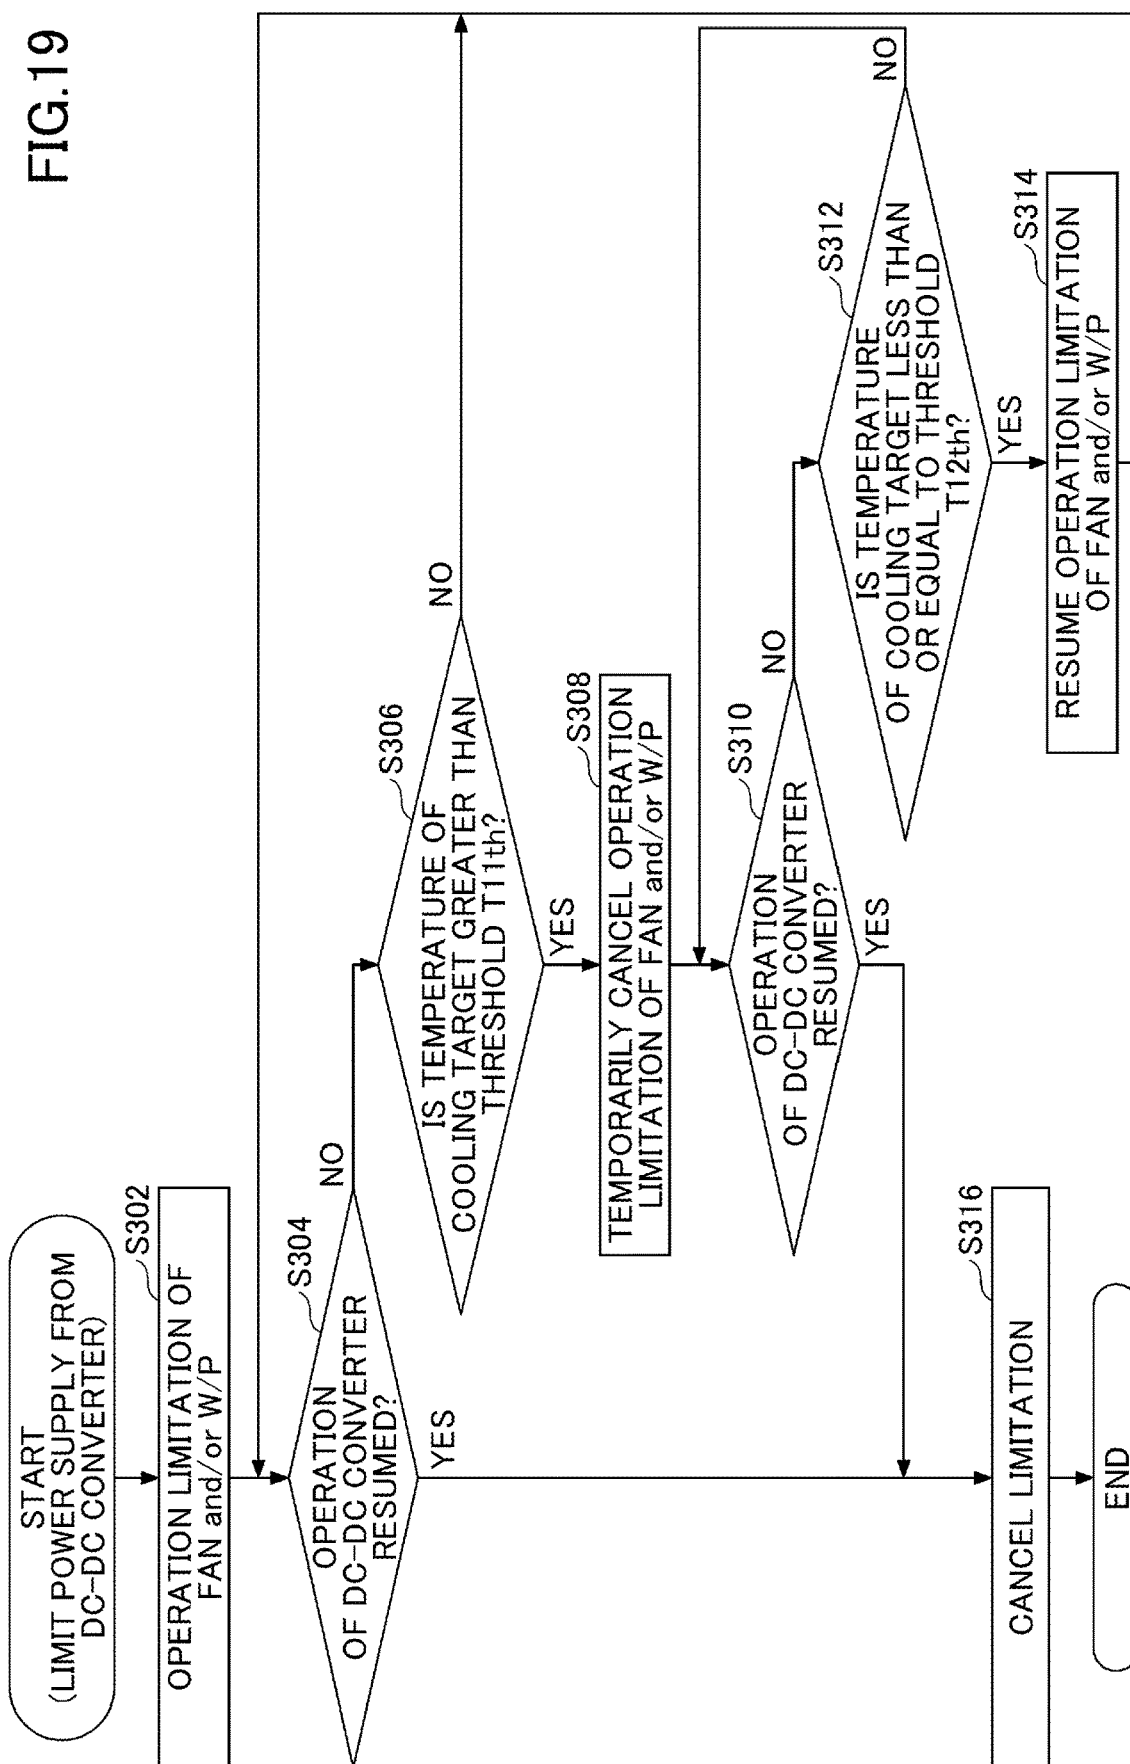 FIG.19
START
(LIMIT POWER SUPPLY FROM
DC-DC CONVERTER)
S302
OPERATION LIMITATION OF
FAN and/or W/P
S304
OPERATION
OF DC-DC CONVERTER
RESUMED?
NO
YES
S306
IS TEMPERATURE OF
COOLING TARGET GREATER THAN
THRESHOLD T11th?
NO
YES
S308
TEMPORARILY CANCEL OPERATION
LIMITATION OF FAN and/or W/P
S310
OPERATION
OF DC-DC CONVERTER
RESUMED?
NO
YES
S312
IS TEMPERATURE
OF COOLING TARGET LESS THAN
OR EQUAL TO THRESHOLD
T12th?
NO
YES
S314
RESUME OPERATION LIMITATION
OF FAN and/or W/P
S316
CANCEL LIMITATION
END